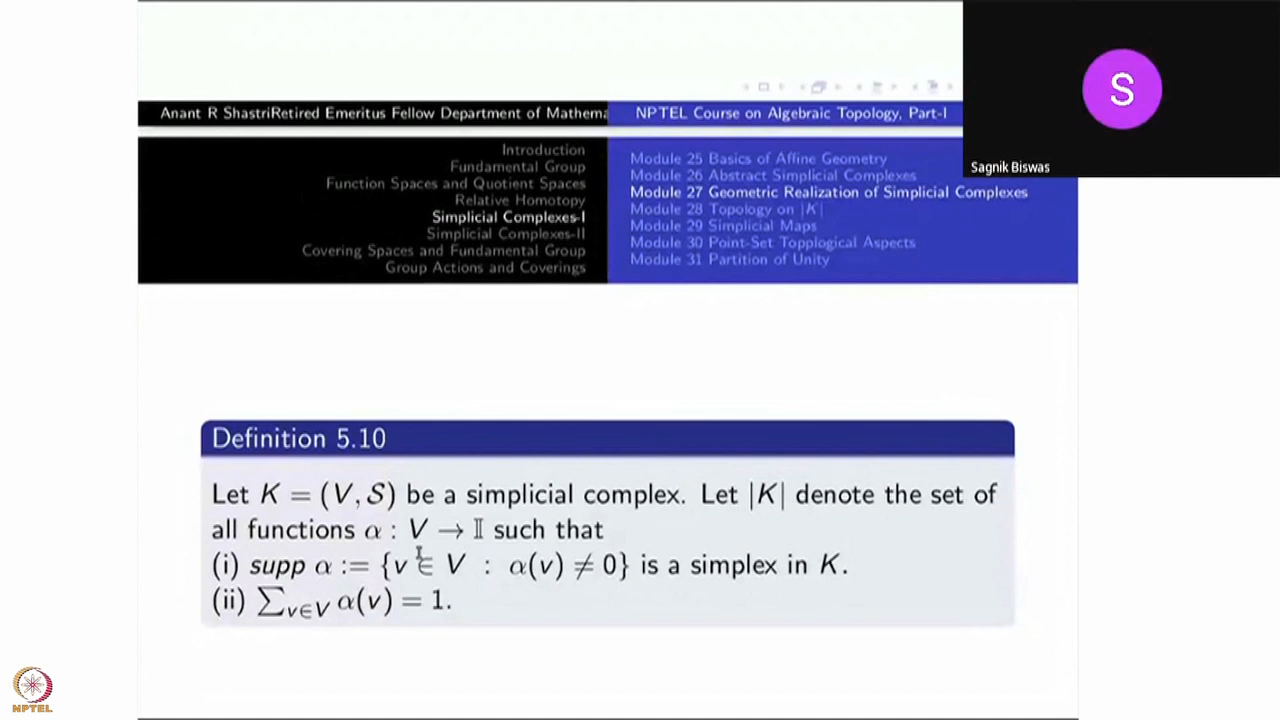 S
Sagnik Biswas
Anant R ShastriRetired Emeritus Fellow Department of Mathema
NPTEL Course on Algebraic Topology, Part-I
Introduction
Fundamental Group
Function Spaces and Quotient Spaces
Relative Homotopy
Simplicial Complexes-I
Simplicial Complexes-II
Covering Spaces and Fundamental Group
Group Actions and Coverings
Module 25 Basics of Affine Geometry
Module 26 Abstract Simplicial Complexes
Module 27 Geometric Realization of Simplicial Complexes
Module 28 Topology on |K|
Module 29 Simplicial Maps
Module 30 Point-Set Topplogical Aspects
Module 31 Partition of Unity
Definition 5.10
Let K = (V, 𝒮) be a simplicial complex. Let |K| denote the set of
all functions α : V → 𝕀 such that
(i) supp α := {v ∈ V : α(v) ≠ 0} is a simplex in K.
(ii) ∑_{v∈V} α(v) = 1.
NPTEL